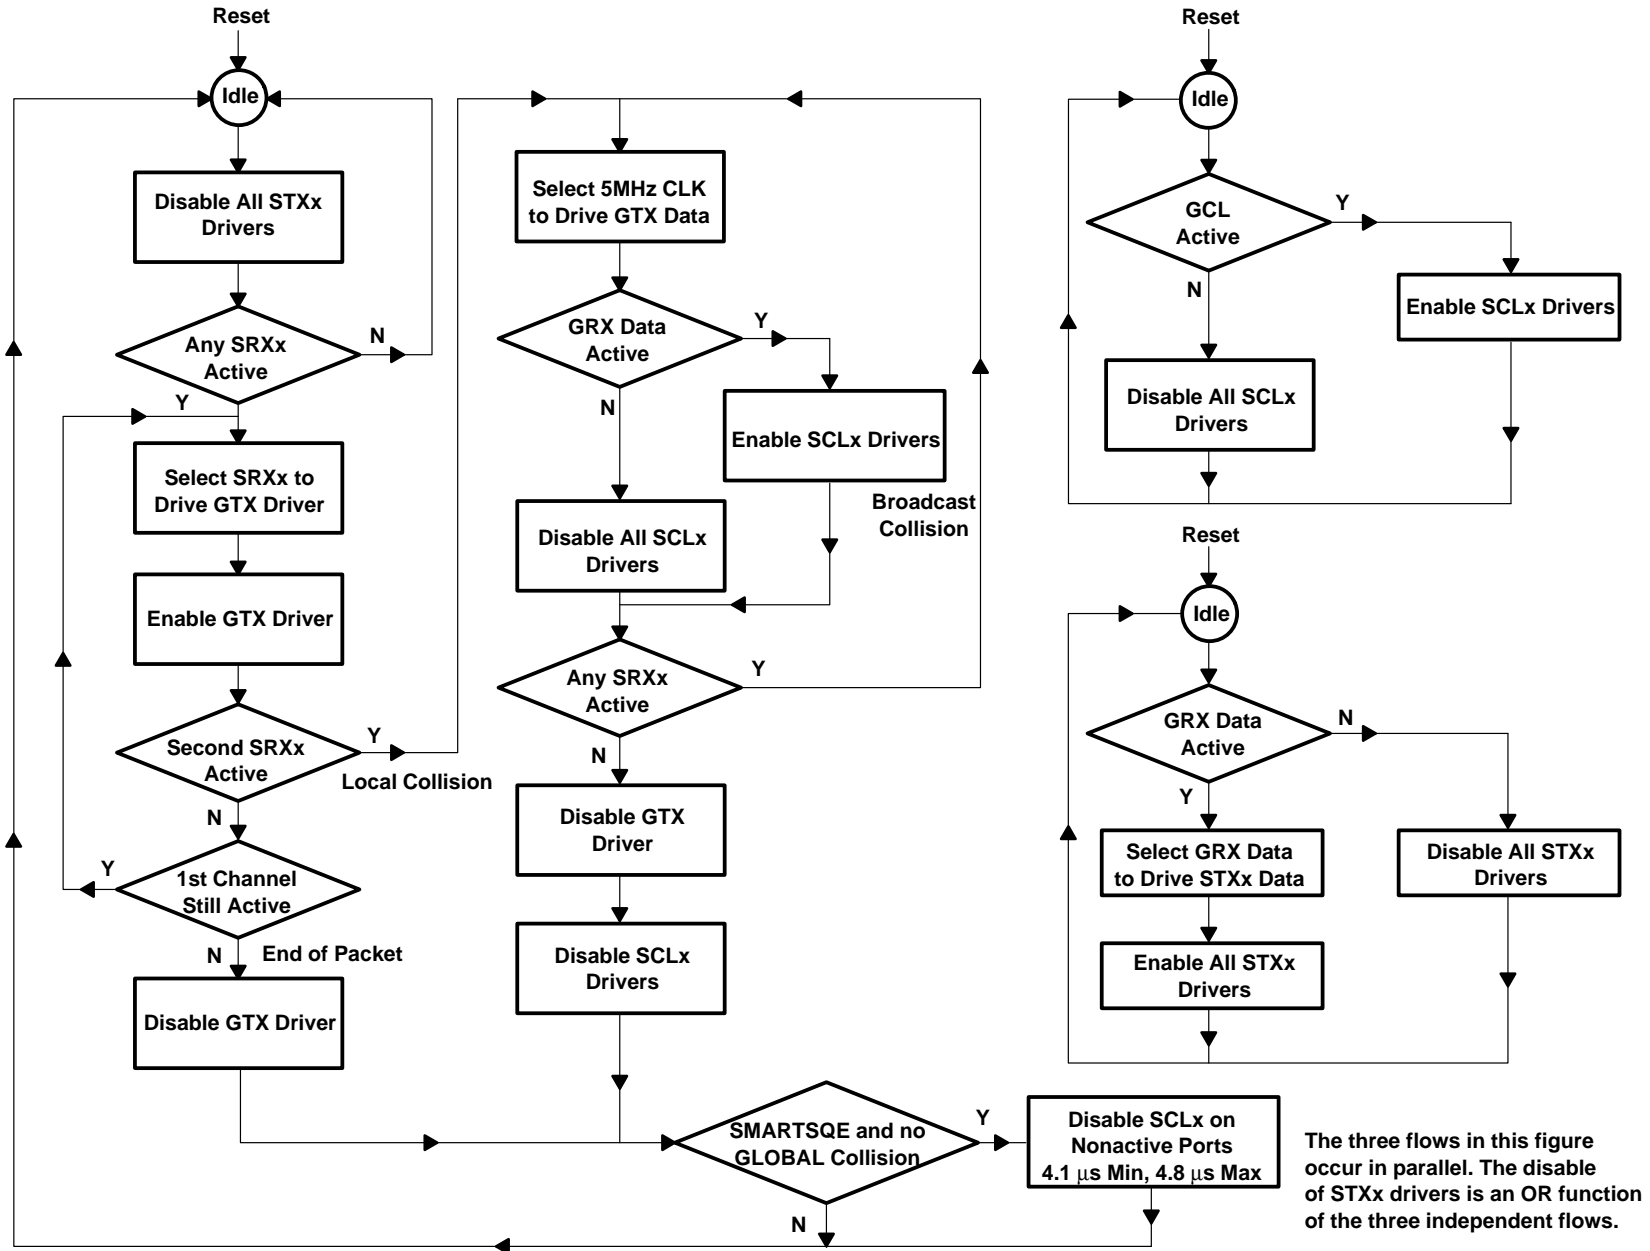 Reset
Idle
Disable All STXx
Drivers
Any SRXx
Active
N
Y
Select SRXx to
Drive GTX Driver
Enable GTX Driver
Second SRXx
Active
Y
Local Collision
N
1st Channel
Still Active
Y
N
End of Packet
Disable GTX Driver
Select 5MHz CLK
to Drive GTX Data
GRX Data
Active
Y
N
Enable SCLx Drivers
Broadcast
Collision
Disable All SCLx
Drivers
Any SRXx
Active
Y
N
Disable GTX
Driver
Disable SCLx
Drivers
SMARTSQE and no
GLOBAL Collision
Y
N
Disable SCLx on
Nonactive Ports
4.1 μs Min, 4.8 μs Max
Reset
Idle
GCL
Active
Y
N
Enable SCLx Drivers
Disable All SCLx
Drivers
Reset
Idle
GRX Data
Active
N
Y
Select GRX Data
to Drive STXx Data
Disable All STXx
Drivers
Enable All STXx
Drivers
The three flows in this figure
occur in parallel. The disable
of STXx drivers is an OR function
of the three independent flows.